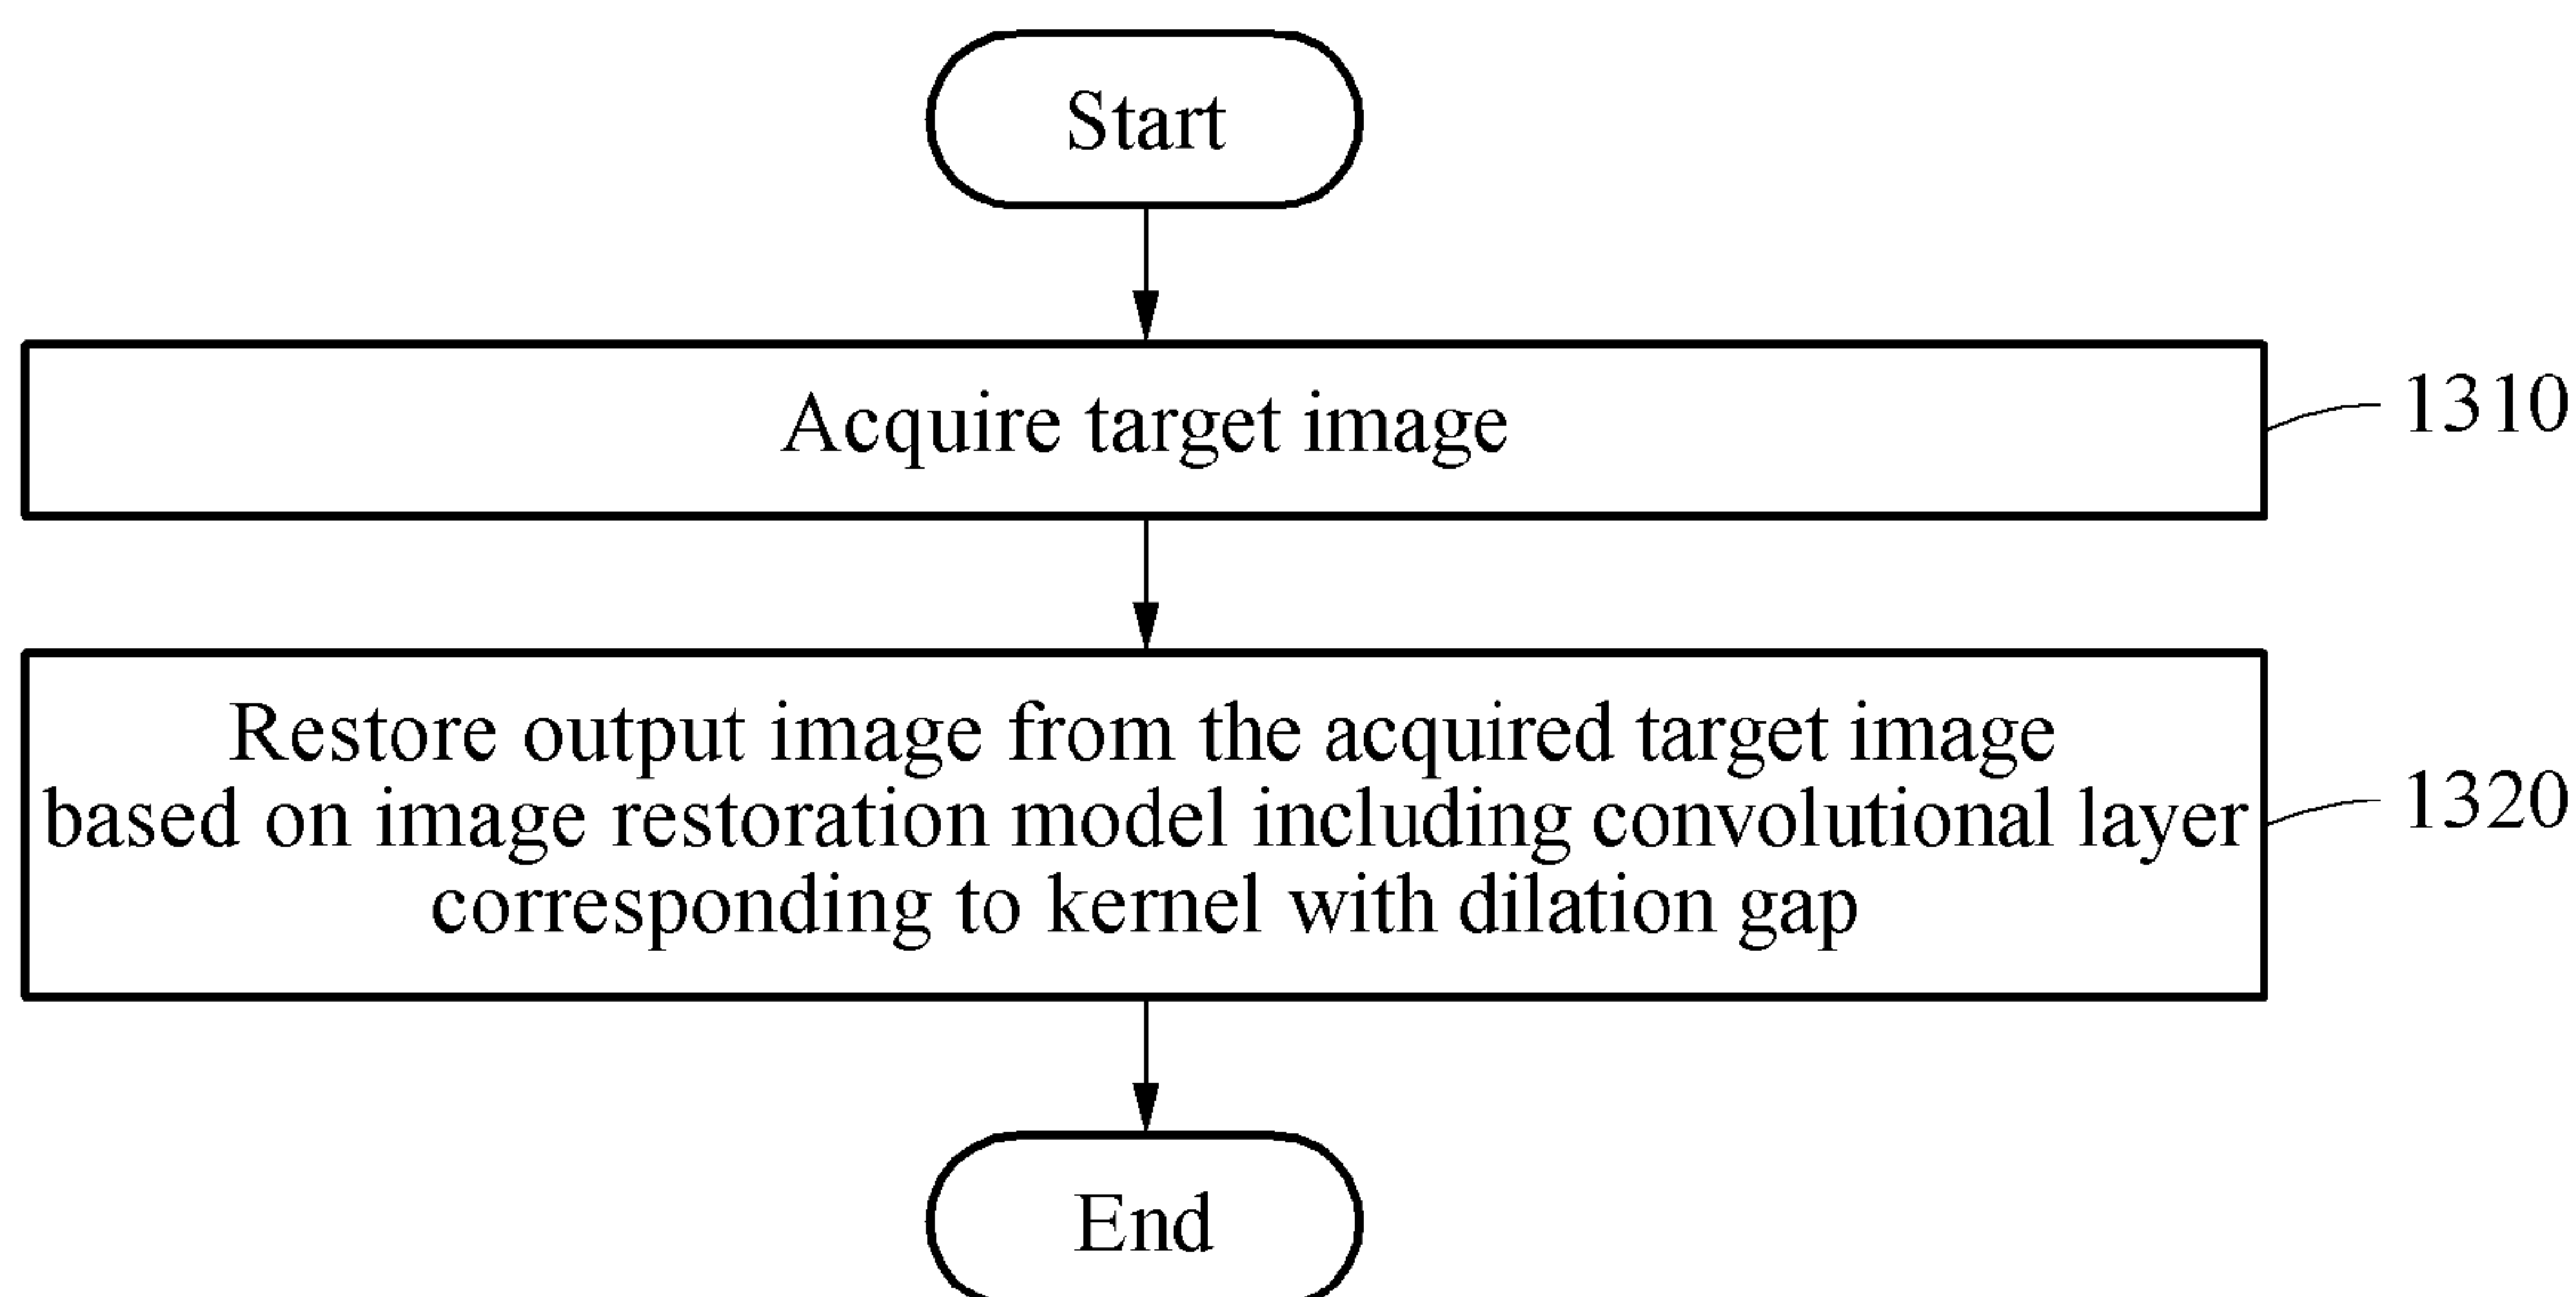 Start
Acquire target image
1310
Restore output image from the acquired target image
based on image restoration model including convolutional layer
corresponding to kernel with dilation gap
1320
End